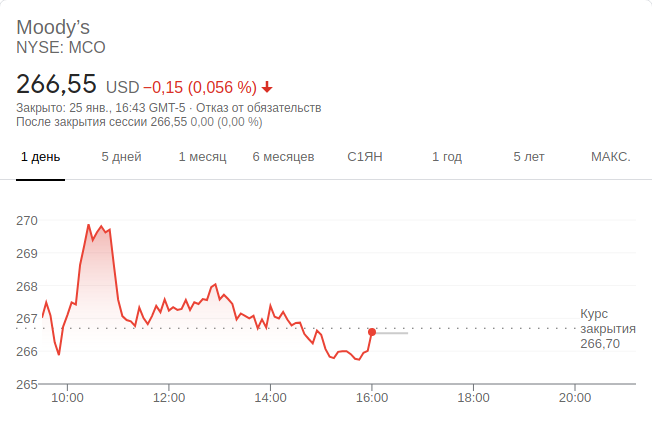 Moody’s
NYSE: MCO
266,55 USD −0,15 (0,056 %)
Закрыто: 25 янв., 16:43 GMT-5 · Отказ от обязательств
После закрытия сессии 266,55 0,00 (0,00 %)
1 день 5 дней 1 месяц 6 месяцев С1ЯН 1 год 5 лет МАКС.
270
269
268
267
266
265
Курс
закрытия
266,70
10:00 12:00 14:00 16:00 18:00 20:00